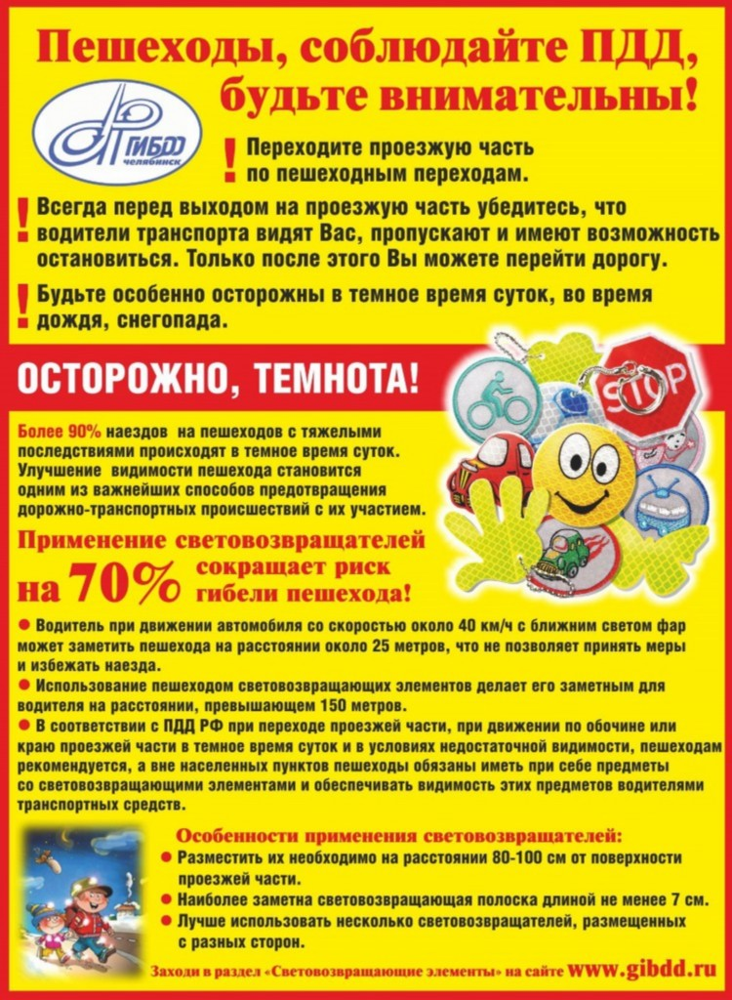 Пешеходы, соблюдайте ПДД,
будьте внимательны!
ГИБДД
Челябинск
! Переходите проезжую часть
по пешеходным переходам.
! Всегда перед выходом на проезжую часть убедитесь, что
водители транспорта видят Вас, пропускают и имеют возможность
остановиться. Только после этого Вы можете перейти дорогу.
! Будьте особенно осторожны в темное время суток, во время
дождя, снегопада.
ОСТОРОЖНО, ТЕМНОТА!
STOP
Более 90% наездов на пешеходов с тяжелыми
последствиями происходят в темное время суток.
Улучшение видимости пешехода становится
одним из важнейших способов предотвращения
дорожно-транспортных происшествий с их участием.
Применение световозвращателей
на 70% сокращает риск
гибели пешехода!
● Водитель при движении автомобиля со скоростью около 40 км/ч с ближним светом фар
может заметить пешехода на расстоянии около 25 метров, что не позволяет принять меры
и избежать наезда.
● Использование пешеходом световозвращающих элементов делает его заметным для
водителя на расстоянии, превышающем 150 метров.
● В соответствии с ПДД РФ при переходе проезжей части, при движении по обочине или
краю проезжей части в темное время суток и в условиях недостаточной видимости, пешеходам
рекомендуется, а вне населенных пунктов пешеходы обязаны иметь при себе предметы
со световозвращающими элементами и обеспечивать видимость этих предметов водителями
транспортных средств.
Особенности применения световозвращателей:
● Разместить их необходимо на расстоянии 80-100 см от поверхности
проезжей части.
● Наиболее заметна световозвращающая полоска длиной не менее 7 см.
● Лучше использовать несколько световозвращателей, размещенных
с разных сторон.
Заходи в раздел «Световозвращающие элементы» на сайте www.gibdd.ru